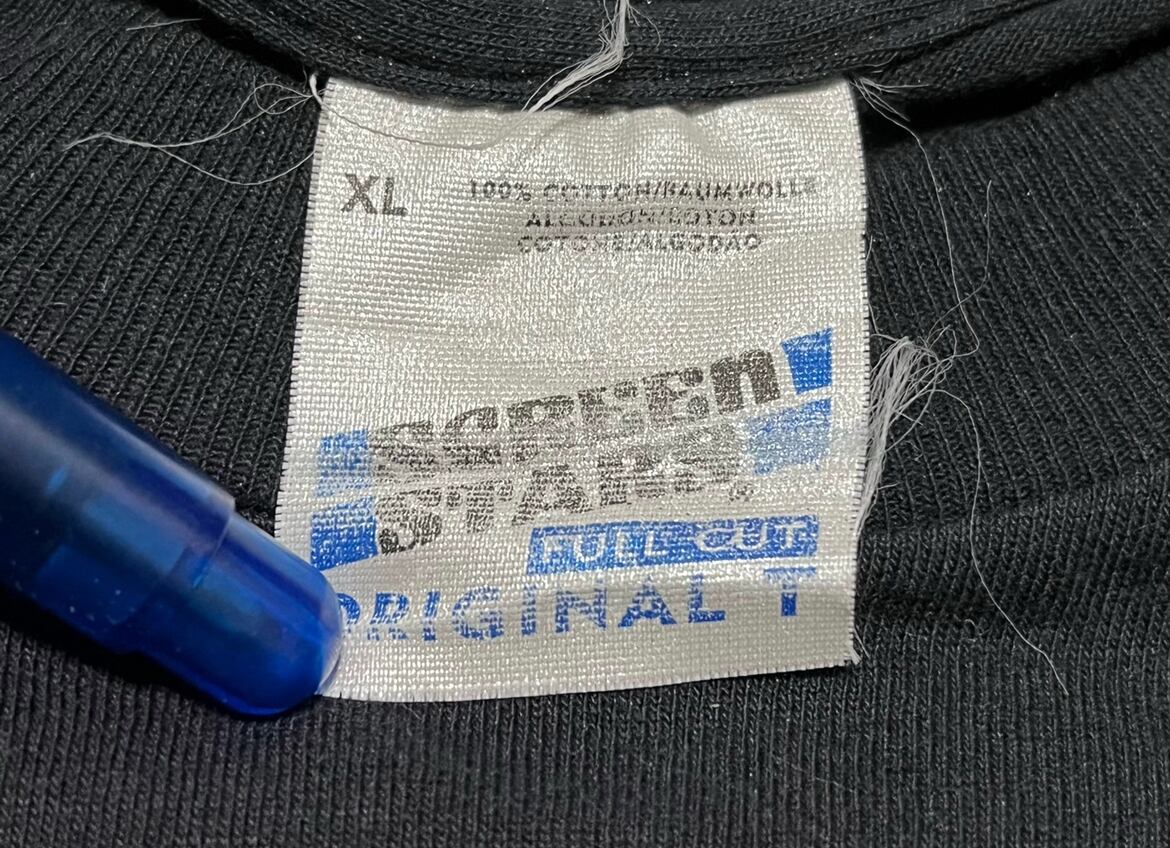 XL
100% COTTON/BAUMWOLLE
ALGODON/COTON
COTONE/ALGODAO
SCREEN
STARS
FULL CUT
ORIGINAL T